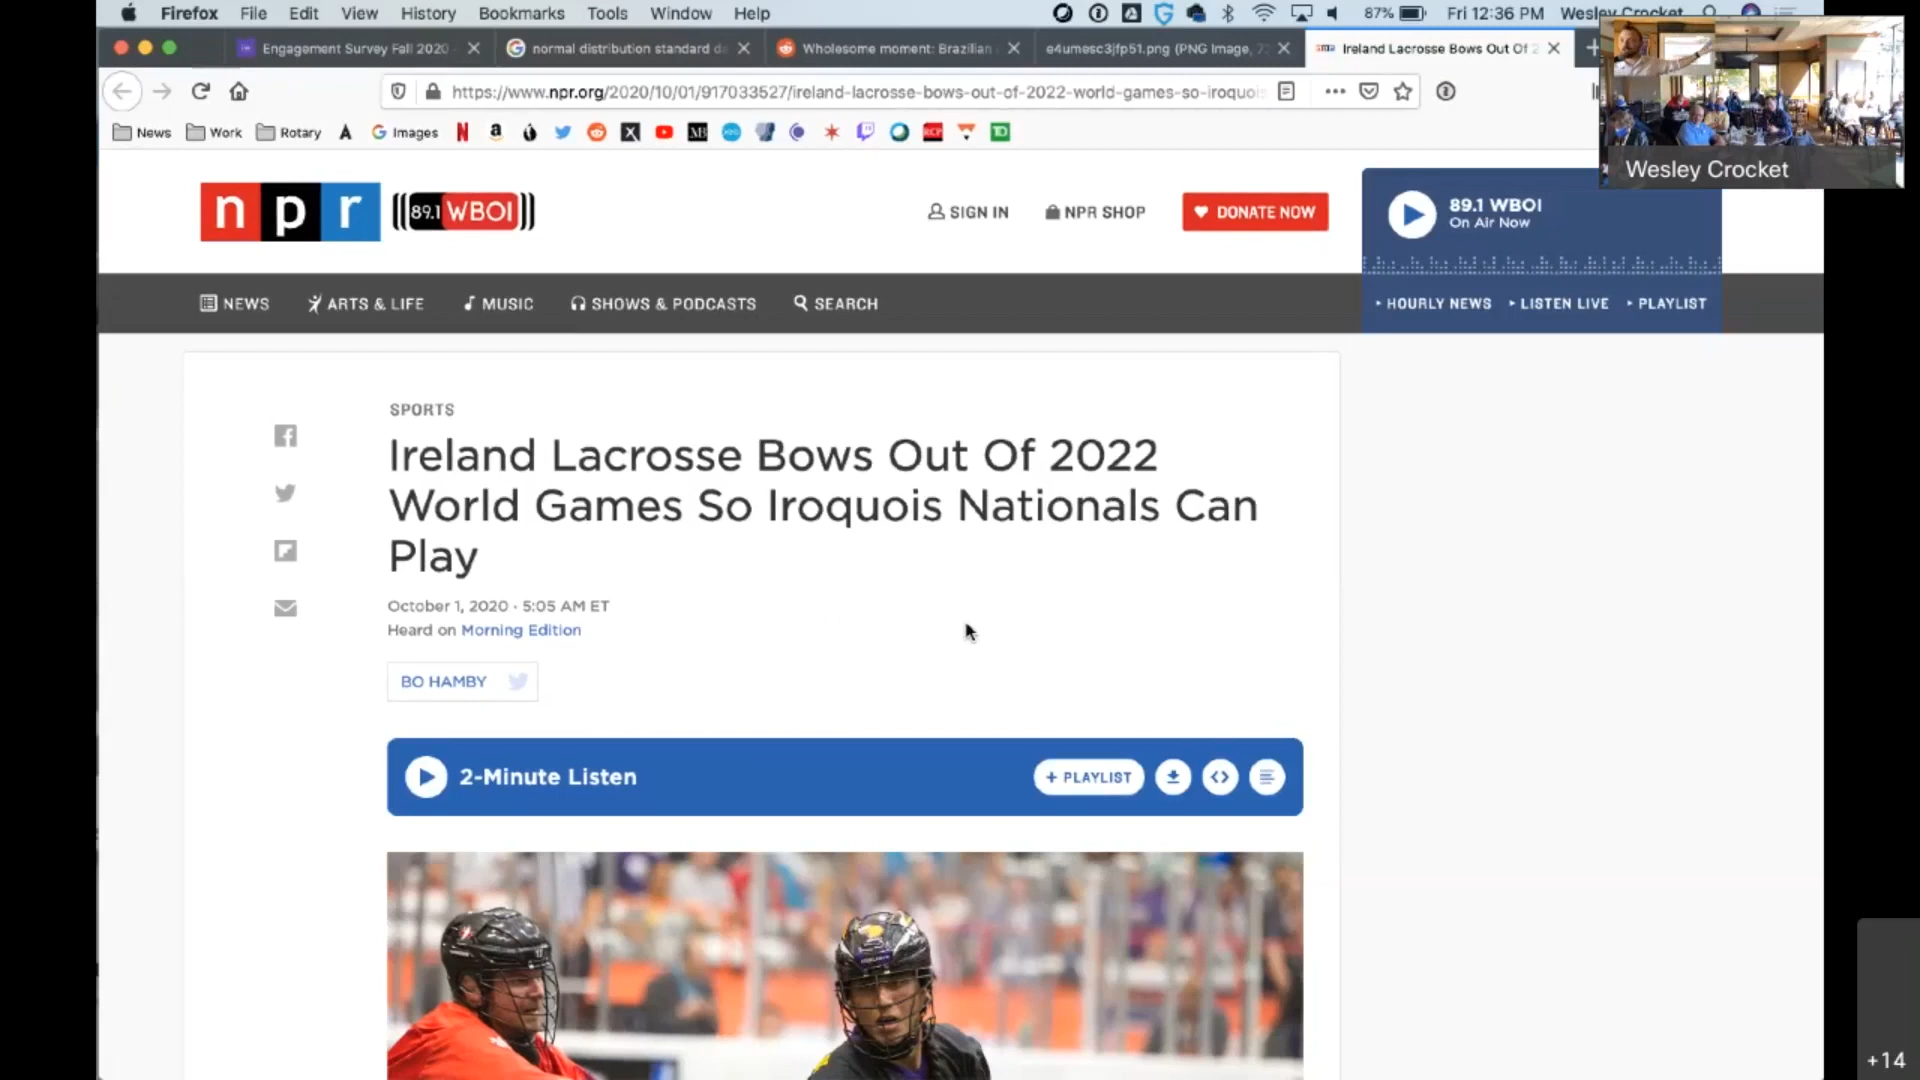 Firefox File Edit View History Bookmarks Tools Window Help 87% Fri 12:36 PM Wesley Crocket
Engagement Survey Fall 2020
normal distribution standard d
Wholesome moment: Brazilian
e4umesc3jfp51.png (PNG Image, 7
Ireland Lacrosse Bows Out Of 2
https://www.npr.org/2020/10/01/917033527/ireland-lacrosse-bows-out-of-2022-world-games-so-iroquois
News Work Rotary Images
Wesley Crocket
npr 89.1 WBOI
SIGN IN NPR SHOP DONATE NOW
89.1 WBOI
On Air Now
NEWS ARTS & LIFE MUSIC SHOWS & PODCASTS SEARCH
HOURLY NEWS LISTEN LIVE PLAYLIST
SPORTS
Ireland Lacrosse Bows Out Of 2022
World Games So Iroquois Nationals Can
Play
October 1, 2020 · 5:05 AM ET
Heard on Morning Edition
BO HAMBY
2-Minute Listen
+ PLAYLIST
+14